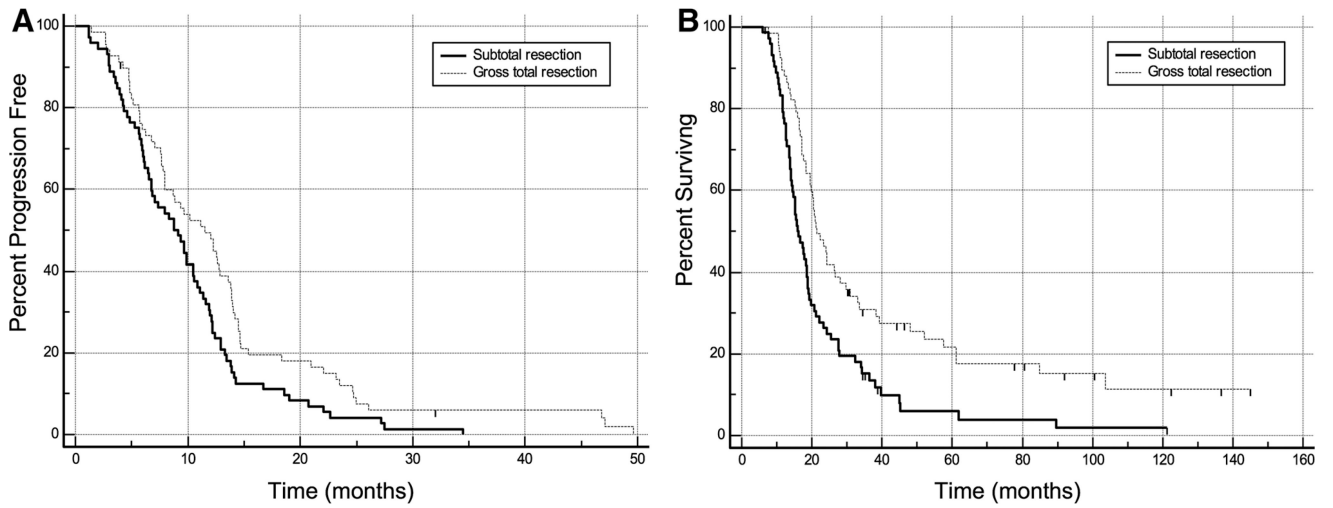 A
Percent Progression Free
100
80
60
40
20
0
Subtotal resection
Gross total resection
0 10 20 30 40 50
Time (months)
B
Percent Survivng
100
80
60
40
20
0
Subtotal resection
Gross total resection
0 20 40 60 80 100 120 140 160
Time (months)